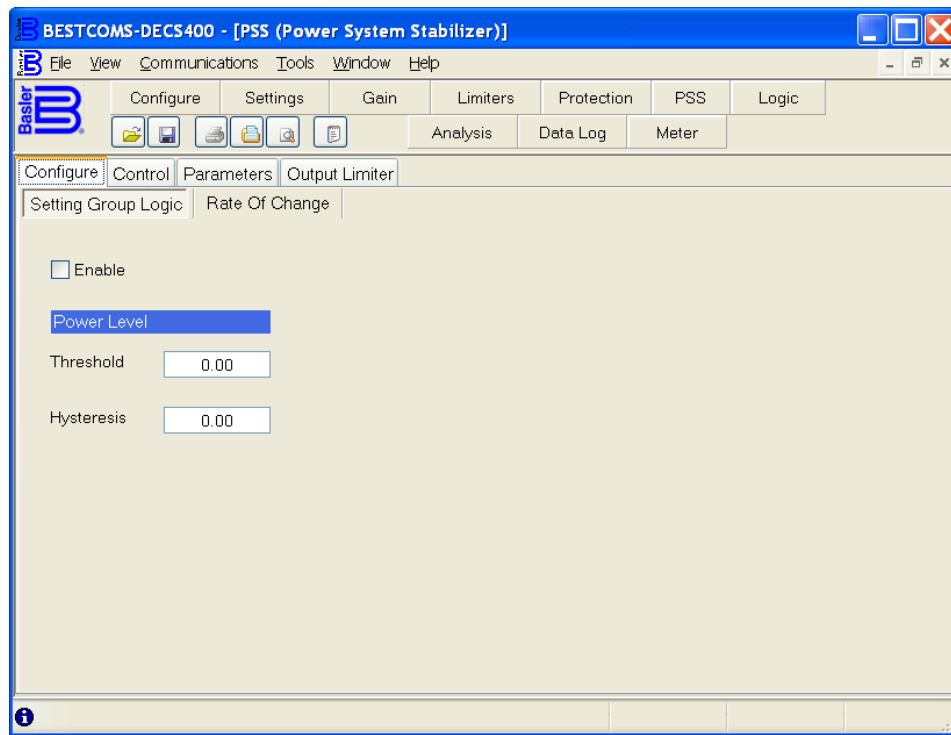 BESTCOMS-DECS400 - [PSS (Power System Stabilizer)]
File View Communications Tools Window Help
Basler
Configure Settings Gain Limiters Protection PSS Logic
Analysis Data Log Meter
Configure Control Parameters Output Limiter
Setting Group Logic Rate Of Change
Enable
Power Level
Threshold 0.00
Hysteresis 0.00